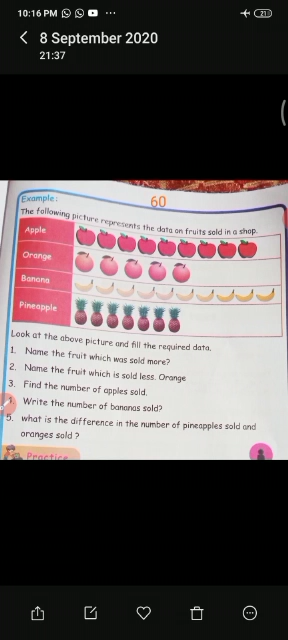 10:16 PM
21
8 September 2020
21:37
Example:
60
The following picture represents the data on fruits sold in a shop.
Apple
Orange
Banana
Pineapple
Look at the above picture and fill the required data.
1. Name the fruit which was sold more?
2. Name the fruit which is sold less. Orange
3. Find the number of apples sold.
Write the number of bananas sold?
5. what is the difference in the number of pineapples sold and
oranges sold ?
Practice